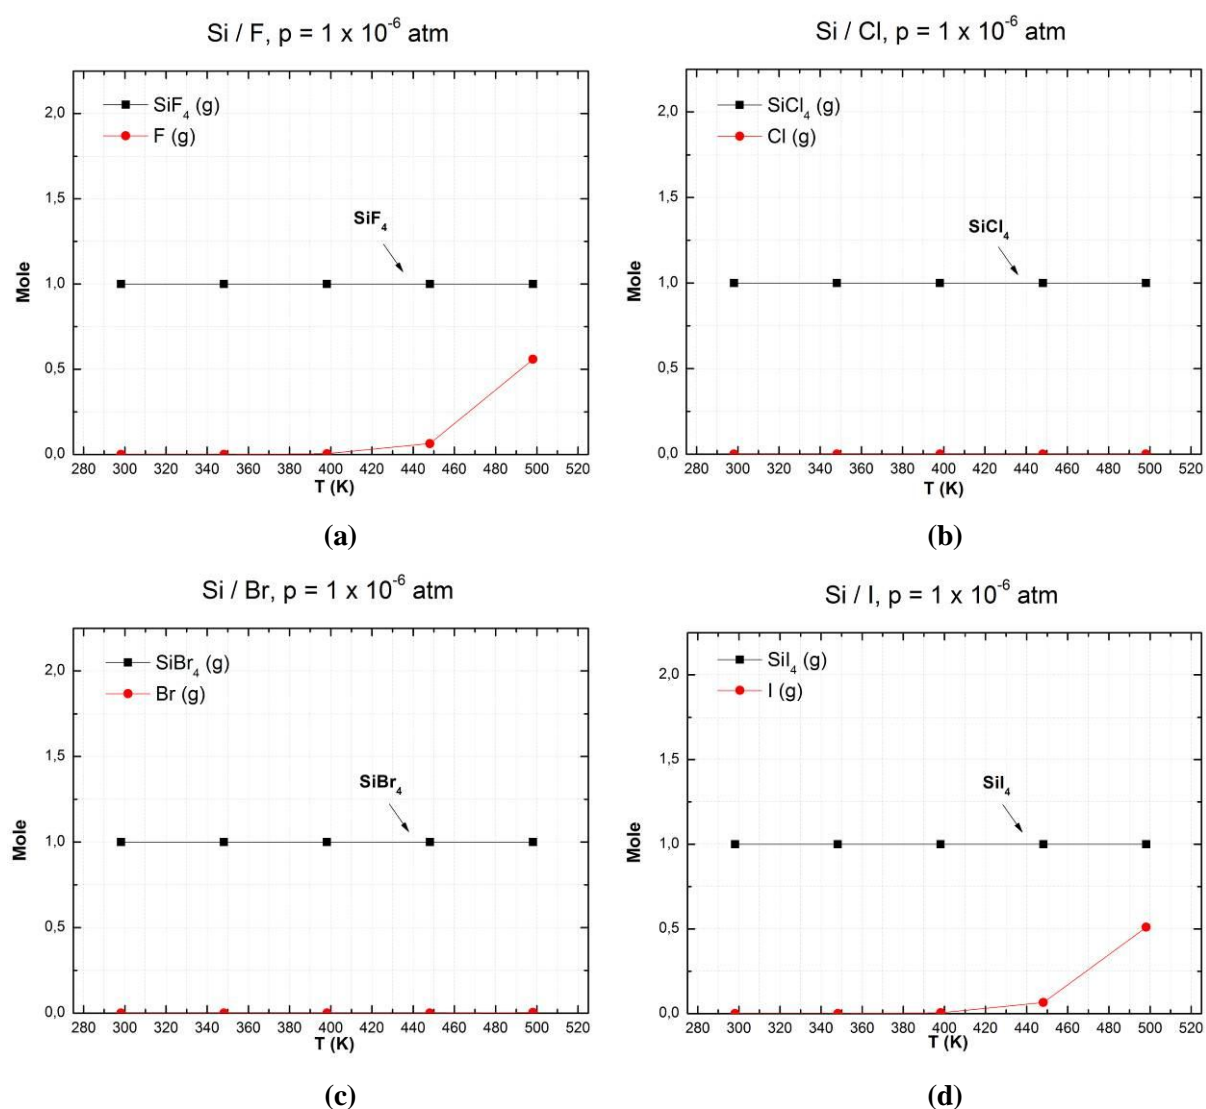 Si / F, p = 1 x 10⁻⁶ atm
SiF₄ (g)
F (g)
SiF₄
Mole
2,0
1,5
1,0
0,5
0,0
280 300 320 340 360 380 400 420 440 460 480 500 520
T (K)
(a)
Si / Cl, p = 1 x 10⁻⁶ atm
SiCl₄ (g)
Cl (g)
SiCl₄
Mole
2,0
1,5
1,0
0,5
0,0
280 300 320 340 360 380 400 420 440 460 480 500 520
T (K)
(b)
Si / Br, p = 1 x 10⁻⁶ atm
SiBr₄ (g)
Br (g)
SiBr₄
Mole
2,0
1,5
1,0
0,5
0,0
280 300 320 340 360 380 400 420 440 460 480 500 520
T (K)
(c)
Si / I, p = 1 x 10⁻⁶ atm
SiI₄ (g)
I (g)
SiI₄
Mole
2,0
1,5
1,0
0,5
0,0
280 300 320 340 360 380 400 420 440 460 480 500 520
T (K)
(d)